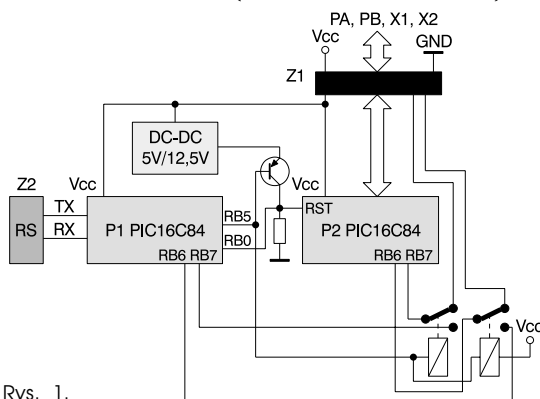 PA, PB, X1, X2
Vcc
GND
Z1
DC-DC
5V/12,5V
Z2
Vcc
Vcc
TX
RB5
RST
RS
RX
P1 PIC16C84
P2 PIC16C84
RB0
RB6 RB7
RB6 RB7
Vcc
Rys. 1.